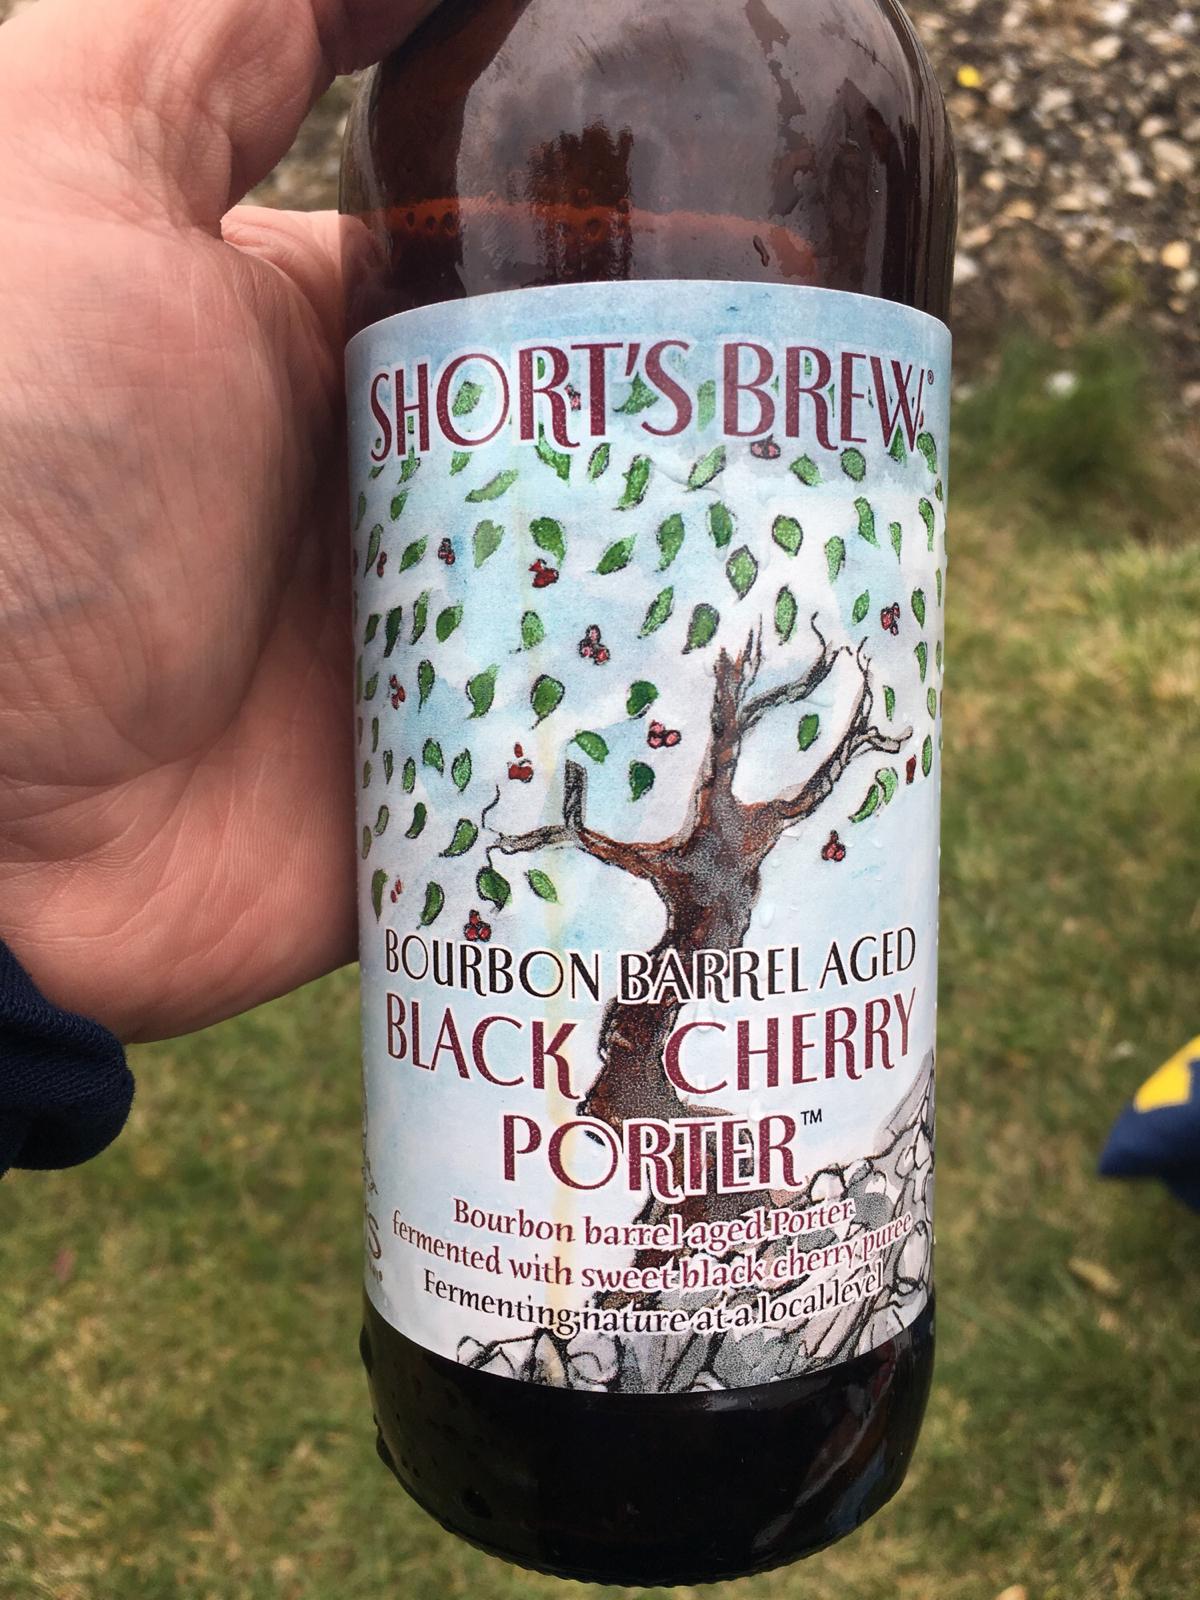 SHORT'S BREW®
BOURBON BARREL AGED
BLACK CHERRY
PORTER™
Bourbon barrel aged Porter
fermented with sweet black cherry puree
Fermenting nature at a local level